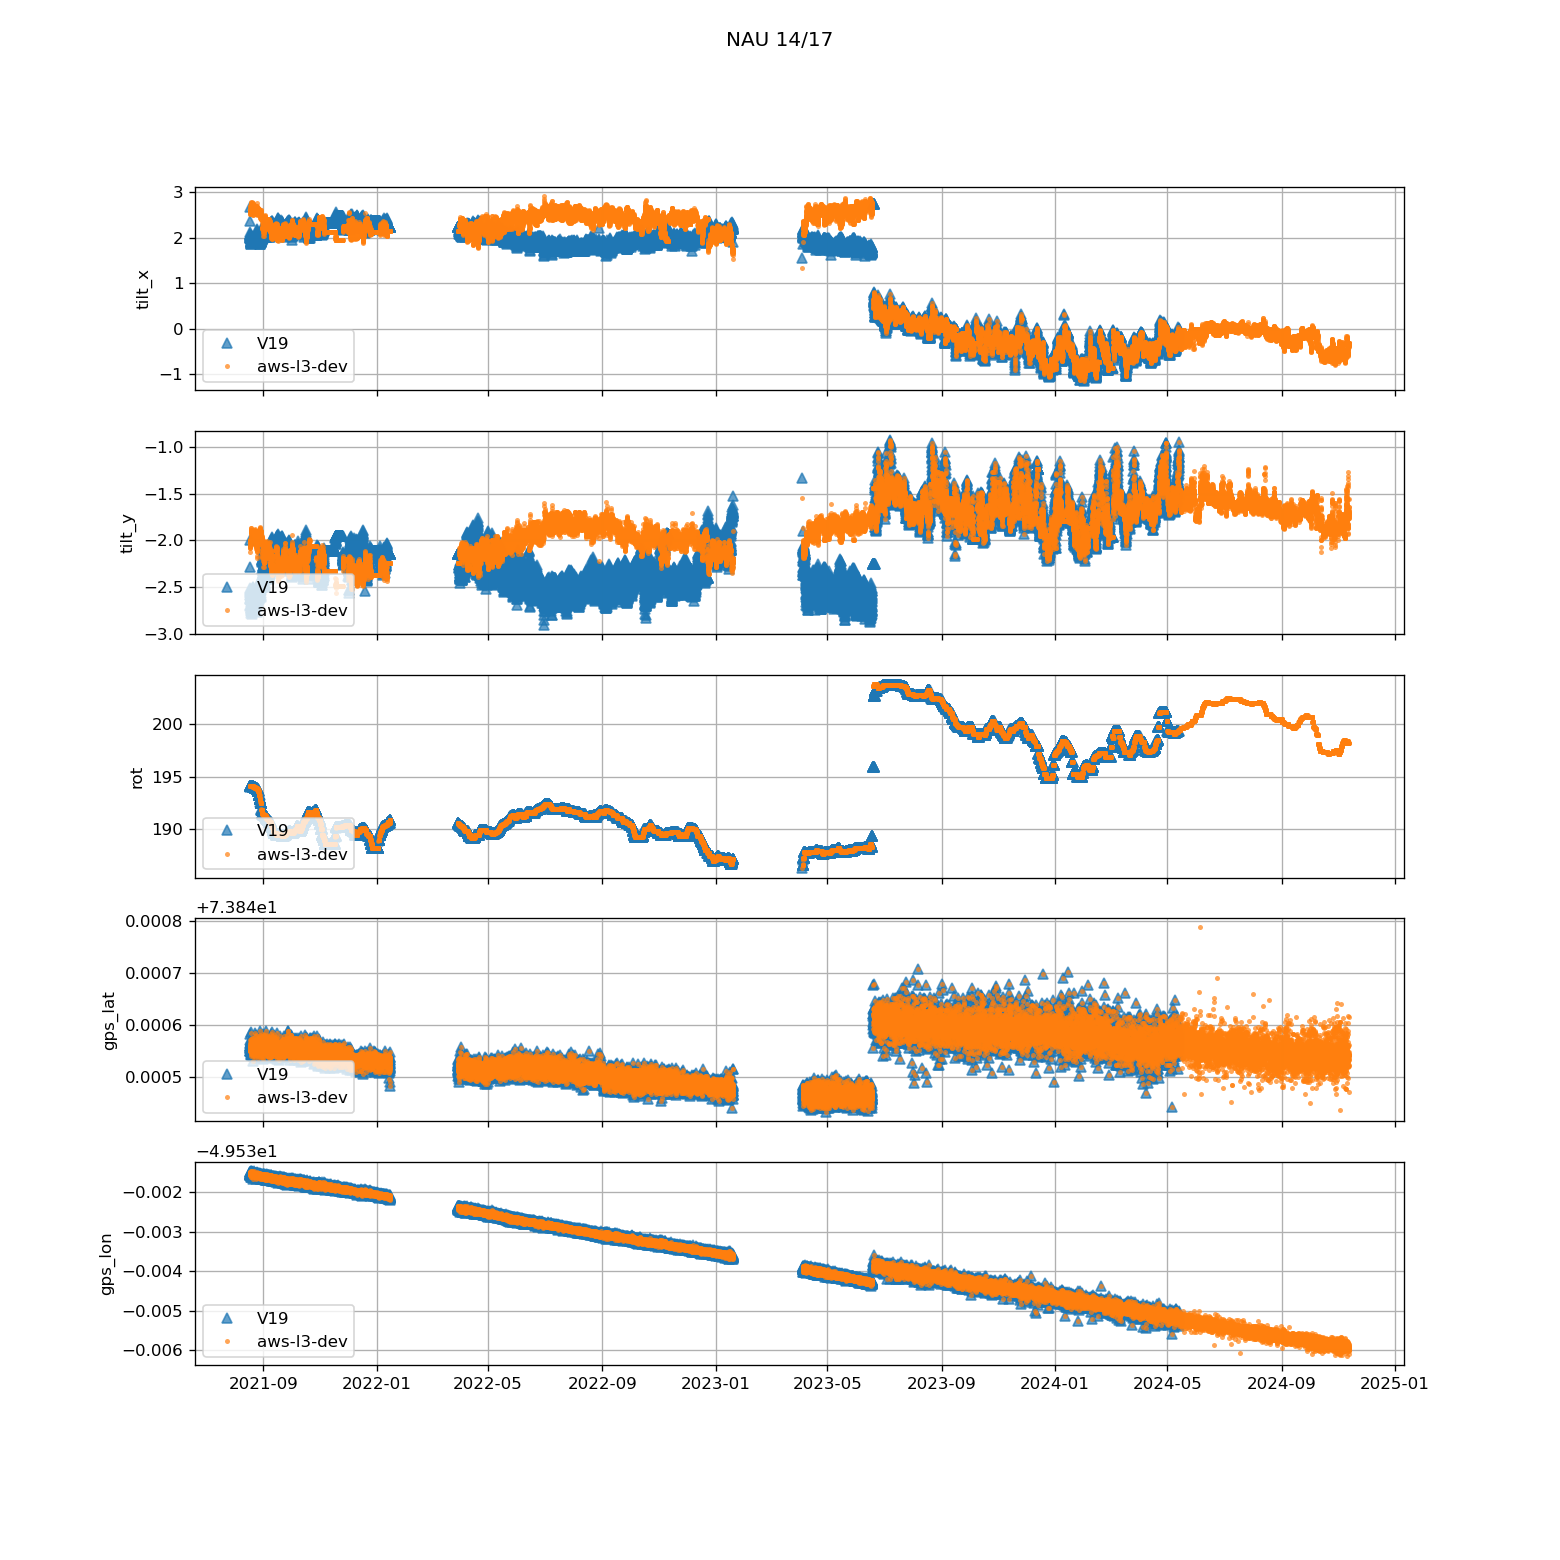 NAU 14/17
3
2
1
0
−1
tilt_x
V19
aws-l3-dev
−1.0
−1.5
−2.0
−2.5
−3.0
tilt_y
V19
aws-l3-dev
200
195
190
rot
V19
aws-l3-dev
+7.384e1
0.0008
0.0007
0.0006
0.0005
gps_lat
V19
aws-l3-dev
−4.953e1
−0.002
−0.003
−0.004
−0.005
−0.006
gps_lon
V19
aws-l3-dev
2021-09 2022-01 2022-05 2022-09 2023-01 2023-05 2023-09 2024-01 2024-05 2024-09 2025-01